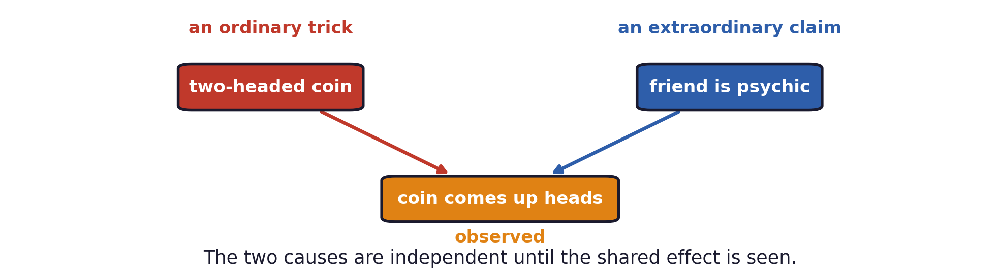 an ordinary trick
an extraordinary claim
two-headed coin
friend is psychic
coin comes up heads
observed
The two causes are independent until the shared effect is seen.